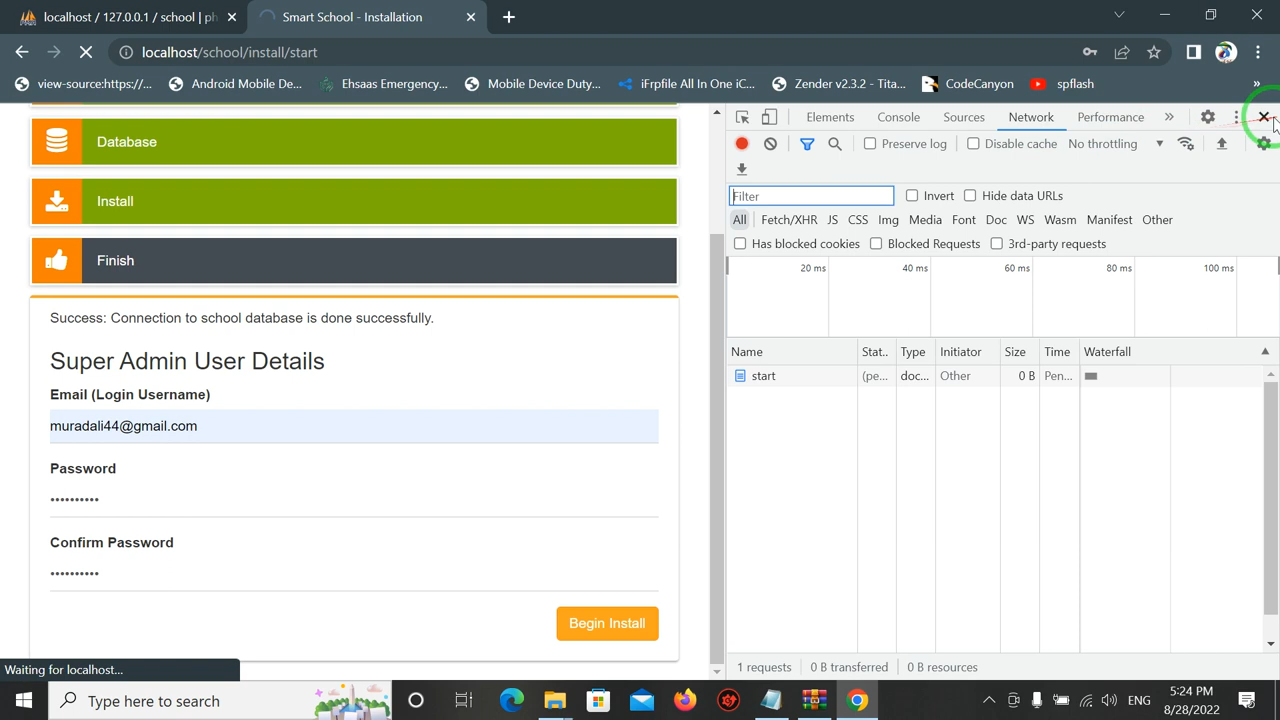 localhost / 127.0.0.1 / school | ph
Smart School - Installation
localhost/school/install/start
view-source:https://...
Android Mobile De...
Ehsaas Emergency...
Mobile Device Duty...
iFrpfile All In One iC...
Zender v2.3.2 - Tita...
CodeCanyon
spflash
»
Database
Install
Finish
Success: Connection to school database is done successfully.
Super Admin User Details
Email (Login Username)
muradali44@gmail.com
Password
••••••••••
Confirm Password
••••••••••
Begin Install
Waiting for localhost...
Elements
Console
Sources
Network
Performance
»
Preserve log
Disable cache
No throttling
Filter
Invert
Hide data URLs
All
Fetch/XHR
JS
CSS
Img
Media
Font
Doc
WS
Wasm
Manifest
Other
Has blocked cookies
Blocked Requests
3rd-party requests
20 ms
40 ms
60 ms
80 ms
100 ms
Name
Stat..
Type
Initiator
Size
Time
Waterfall
start
(pe...
doc...
Other
0 B
Pen...
1 requests
0 B transferred
0 B resources
Type here to search
ENG
5:24 PM
8/28/2022